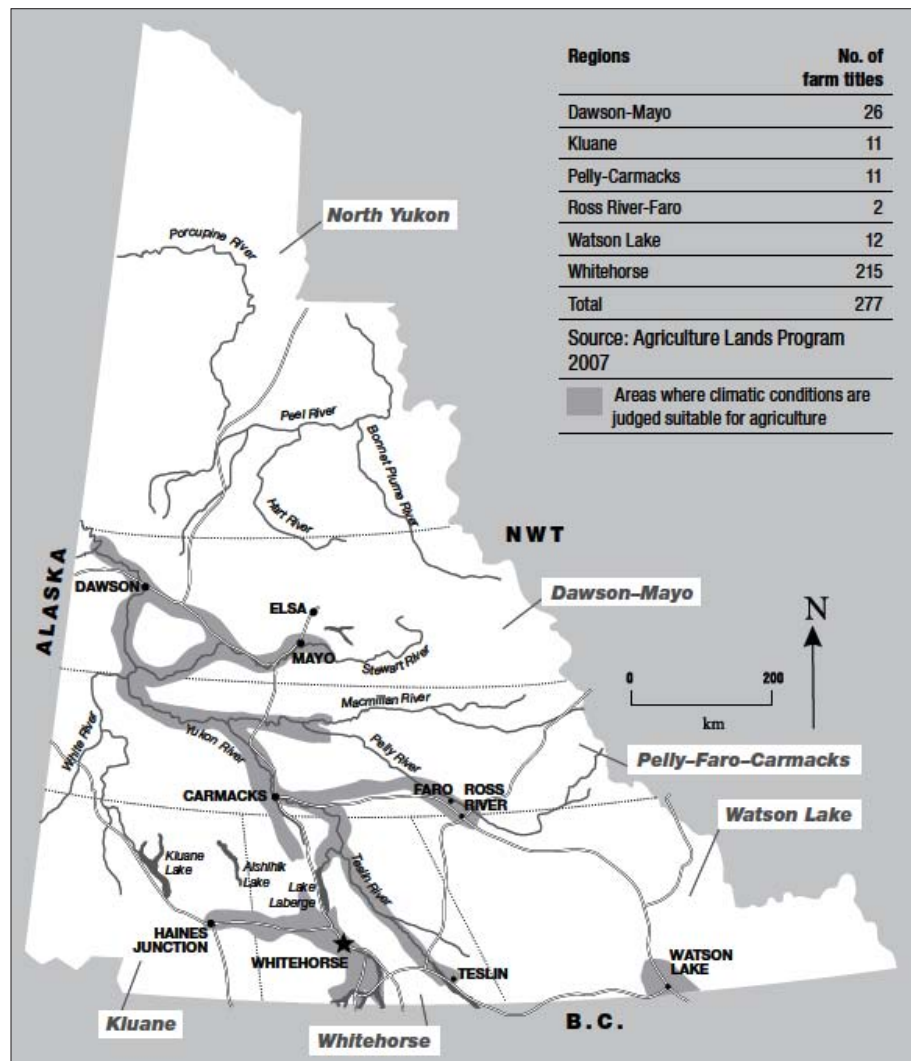 Regions No. of
farm titles
Dawson-Mayo 26
Kluane 11
Pelly-Carmacks 11
Ross River-Faro 2
Watson Lake 12
Whitehorse 215
Total 277
Source: Agriculture Lands Program
2007
Areas where climatic conditions are
judged suitable for agriculture
North Yukon
Porcupine River
Peel River
Bonnet Plume River
Hart River
NWT
ALASKA
DAWSON
ELSA
Dawson–Mayo
MAYO
Stewart River
N
0 200
km
Macmillan River
White River
Yukon River
Pelly River
Pelly–Faro–Carmacks
CARMACKS
FARO
ROSS
RIVER
Watson Lake
Kluane
Lake
Aishihik
Lake
Lake
Laberge
Teslin River
HAINES
JUNCTION
WHITEHORSE
TESLIN
WATSON
LAKE
Kluane
Whitehorse
B.C.